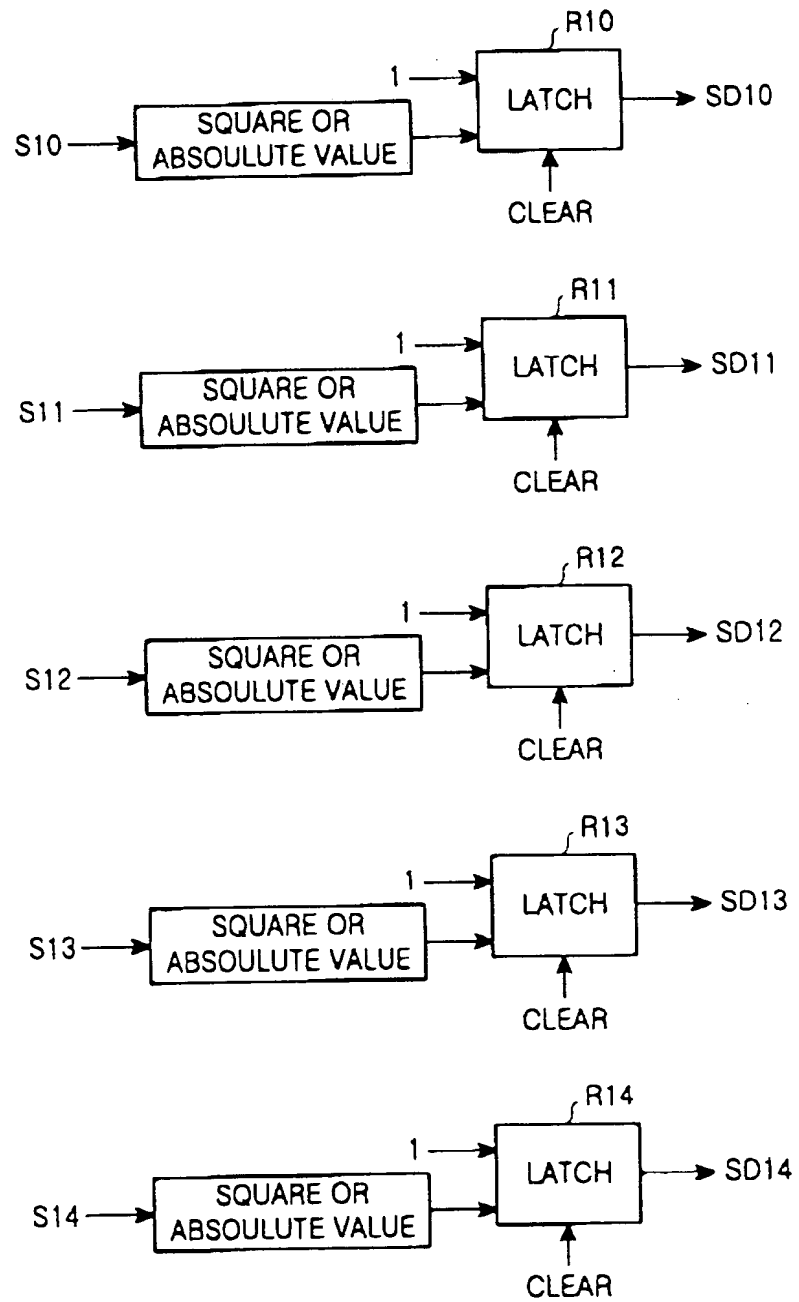 R10
1
LATCH
SD10
S10
SQUARE OR
ABSOULUTE VALUE
CLEAR
R11
1
LATCH
SD11
S11
SQUARE OR
ABSOULUTE VALUE
CLEAR
R12
1
LATCH
SD12
S12
SQUARE OR
ABSOULUTE VALUE
CLEAR
R13
1
LATCH
SD13
S13
SQUARE OR
ABSOULUTE VALUE
CLEAR
R14
1
LATCH
SD14
S14
SQUARE OR
ABSOULUTE VALUE
CLEAR